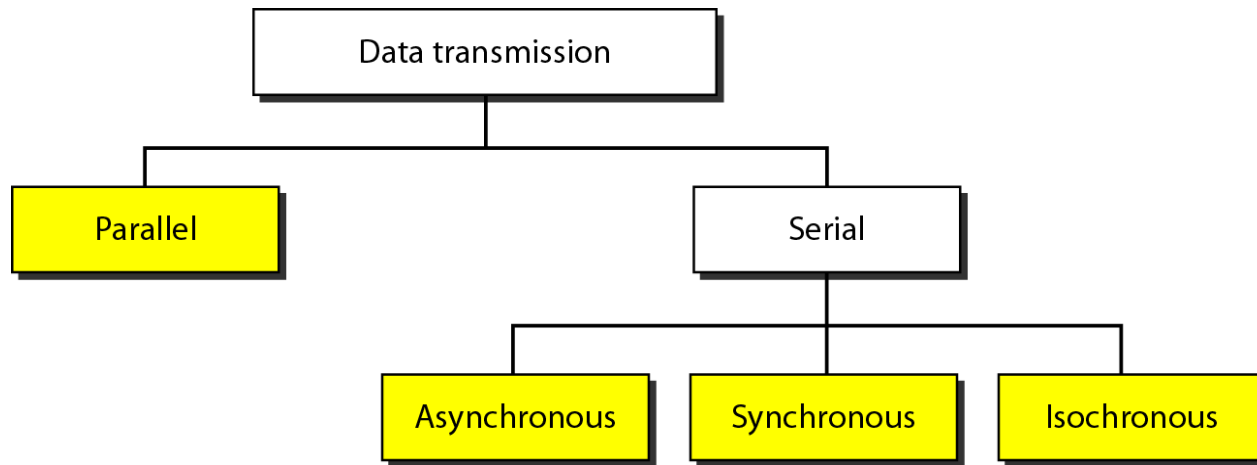 Data transmission
Parallel
Serial
Asynchronous
Synchronous
Isochronous